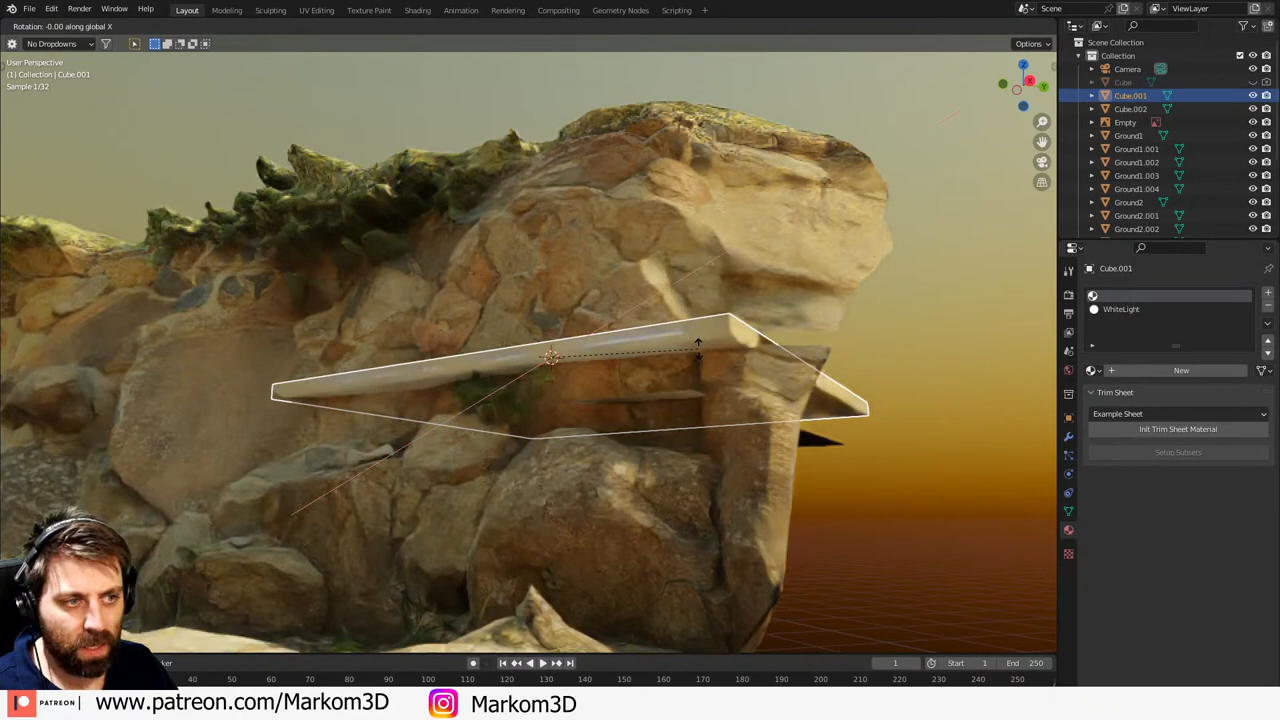 File Edit Render Window Help Layout Modeling Sculpting UV Editing Texture Paint Shading Animation Rendering Compositing Geometry Nodes Scripting + Scene ViewLayer
Rotation: -0.00 along global X
No Dropdowns Options
User Perspective
(1) Collection | Cube.001
Sample 1/32
Z
X
Y
Scene Collection
Collection
Camera
Cube
Cube.001
Cube.002
Empty
Ground1
Ground1.001
Ground1.002
Ground1.003
Ground1.004
Ground2
Ground2.001
Ground2.002
Cube.001
WhiteLight
New
Trim Sheet
Example Sheet
Init Trim Sheet Material
Setup Subsets
1 Start 1 End 250
40 50 60 70 80 90 100 110 120 130 140 150 160 170 180 190 200 210 220 230 240 250
PATREON www.patreon.com/Markom3D Markom3D